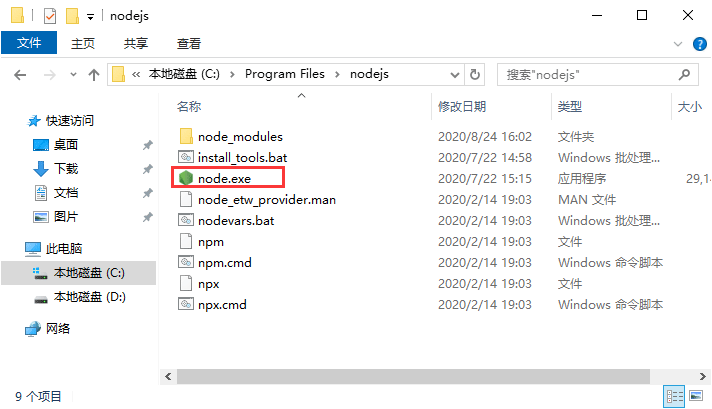 nodejs
文件 主页 共享 查看
« 本地磁盘 (C:) > Program Files > nodejs 搜索"nodejs"
名称 修改日期 类型 大小
快速访问
桌面
下载
文档
图片
此电脑
本地磁盘 (C:)
本地磁盘 (D:)
网络
node_modules 2020/8/24 16:02 文件夹
install_tools.bat 2020/7/22 14:58 Windows 批处理...
node.exe 2020/7/22 15:15 应用程序 29,14
node_etw_provider.man 2020/2/14 19:03 MAN 文件
nodevars.bat 2020/2/14 19:03 Windows 批处理...
npm 2020/2/14 19:03 文件
npm.cmd 2020/2/14 19:03 Windows 命令脚本
npx 2020/2/14 19:03 文件
npx.cmd 2020/2/14 19:03 Windows 命令脚本
9 个项目